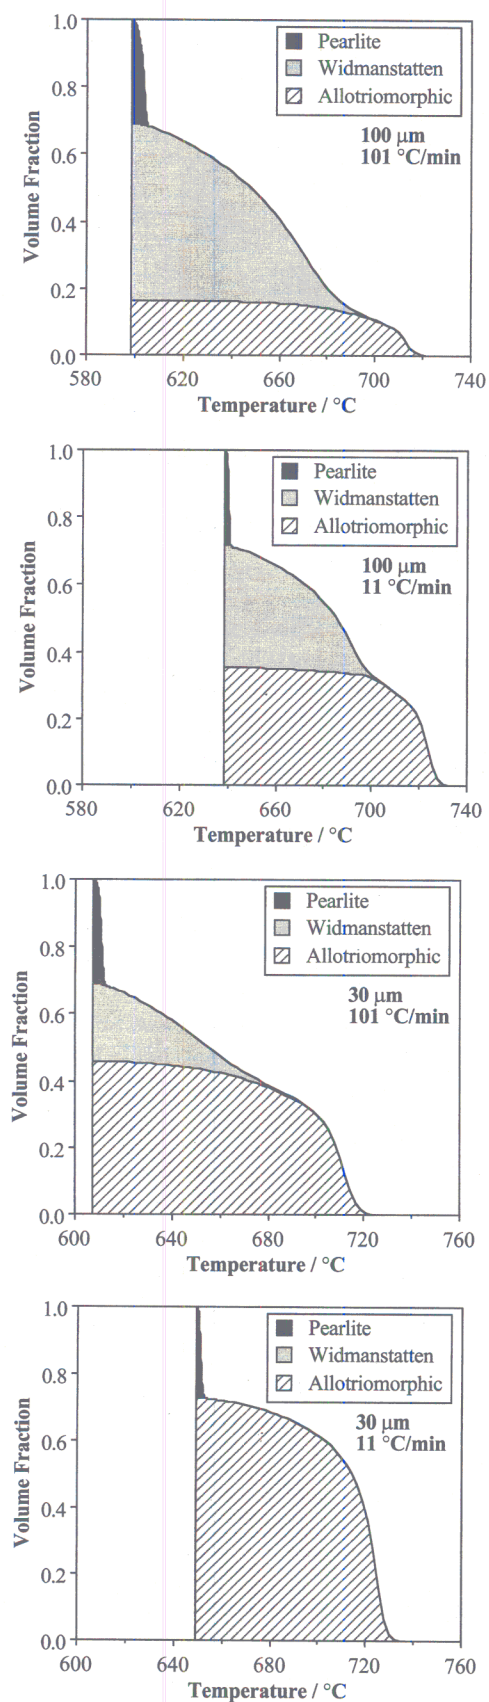 1.0
0.8
0.6
0.4
0.2
0.0
Volume Fraction
Pearlite
Widmanstatten
Allotriomorphic
100 μm
101 °C/min
580 620 660 700 740
Temperature / °C
1.0
0.8
0.6
0.4
0.2
0.0
Volume Fraction
Pearlite
Widmanstatten
Allotriomorphic
100 μm
11 °C/min
580 620 660 700 740
Temperature / °C
1.0
0.8
0.6
0.4
0.2
0.0
Volume Fraction
Pearlite
Widmanstatten
Allotriomorphic
30 μm
101 °C/min
600 640 680 720 760
Temperature / °C
1.0
0.8
0.6
0.4
0.2
0.0
Volume Fraction
Pearlite
Widmanstatten
Allotriomorphic
30 μm
11 °C/min
600 640 680 720 760
Temperature / °C